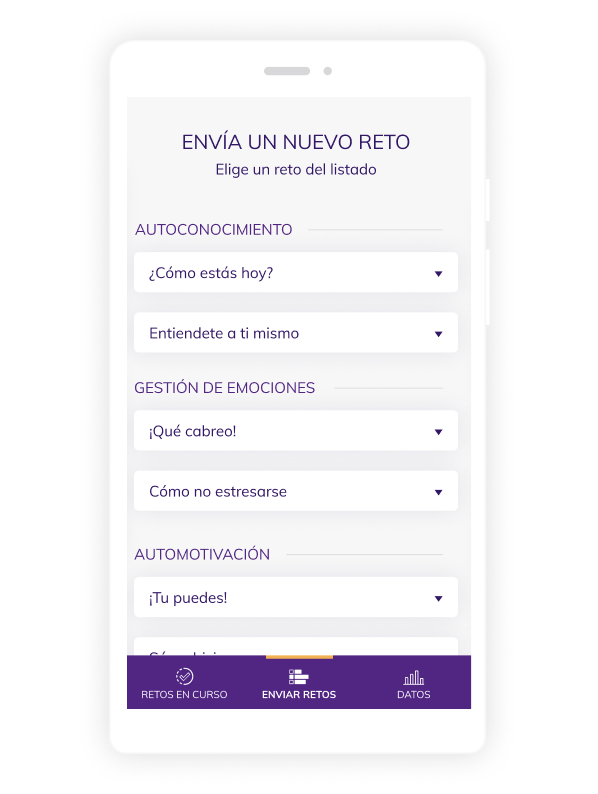 ENVÍA UN NUEVO RETO
Elige un reto del listado
AUTOCONOCIMIENTO
¿Cómo estás hoy?
Entiendete a ti mismo
GESTIÓN DE EMOCIONES
¡Qué cabreo!
Cómo no estresarse
AUTOMOTIVACIÓN
¡Tu puedes!
RETOS EN CURSO
ENVIAR RETOS
DATOS